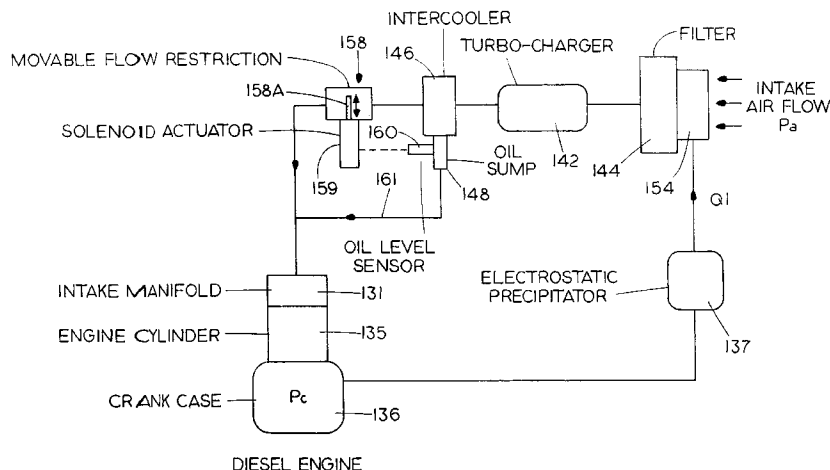 INTERCOOLER
MOVABLE FLOW RESTRICTION
158
146
TURBO-CHARGER
FILTER
158A
SOLENOID ACTUATOR
160
INTAKE
AIR FLOW
Pa
159
OIL
SUMP
148
142
144
154
161
OIL LEVEL
SENSOR
Q1
INTAKE MANIFOLD
131
ELECTROSTATIC
PRECIPITATOR
ENGINE CYLINDER
135
137
CRANK CASE
Pc
136
DIESEL ENGINE